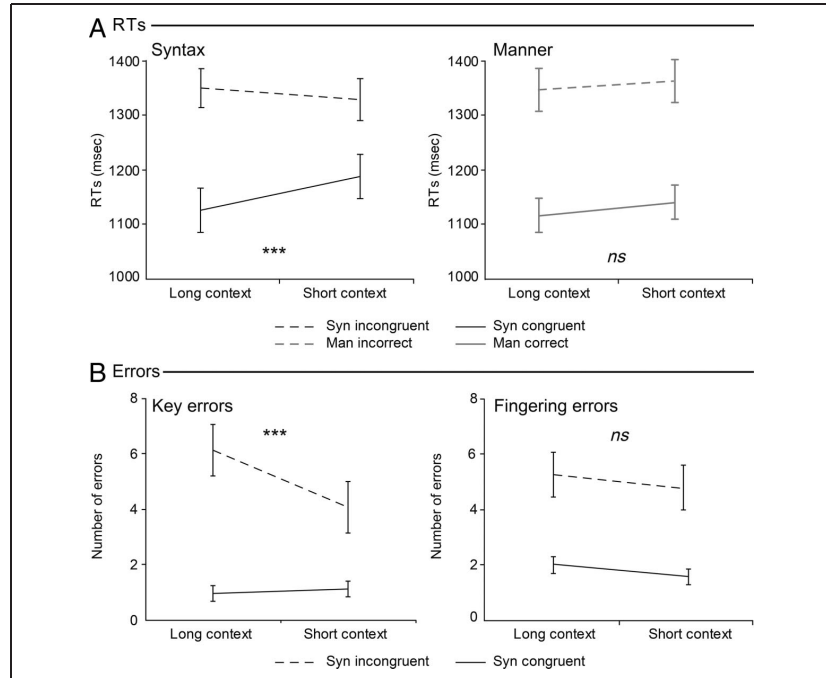 A RTs
Syntax
Manner
1400
1300
1200
1100
1000
RTs (msec)
***
Long context
Short context
1400
1300
1200
1100
1000
RTs (msec)
ns
Long context
Short context
Syn incongruent
Syn congruent
Man incorrect
Man correct
B Errors
Key errors
Fingering errors
8
6
4
2
0
Number of errors
***
Long context
Short context
8
6
4
2
0
Number of errors
ns
Long context
Short context
Syn incongruent
Syn congruent